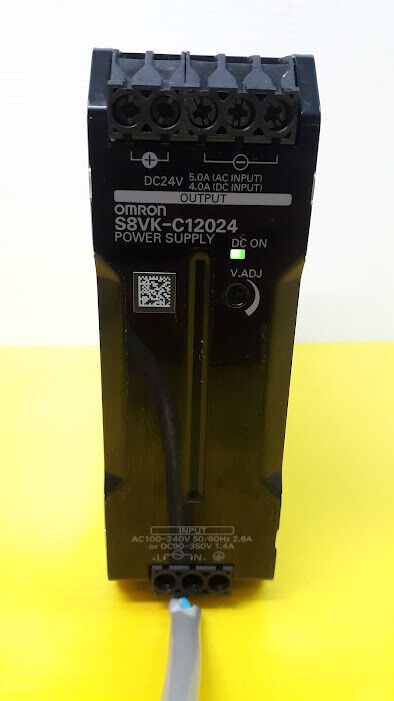 + −
DC24V 5.0A (AC INPUT)
4.0A (DC INPUT)
OUTPUT
OMRON
S8VK-C12024
POWER SUPPLY
DC ON
V.ADJ
INPUT
AC100-240V 50/60Hz 2.6A
or DC90-350V 1.4A